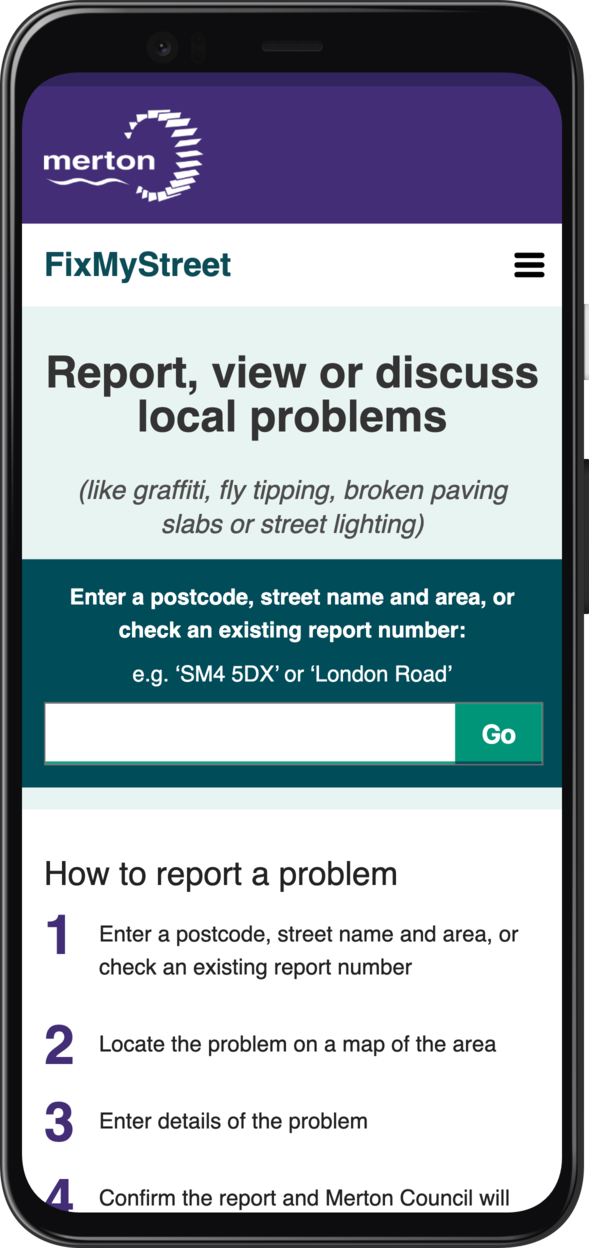 merton
FixMyStreet
Report, view or discuss
local problems
(like graffiti, fly tipping, broken paving
slabs or street lighting)
Enter a postcode, street name and area, or
check an existing report number:
e.g. ‘SM4 5DX’ or ‘London Road’
Go
How to report a problem
1 Enter a postcode, street name and area, or
check an existing report number
2 Locate the problem on a map of the area
3 Enter details of the problem
4 Confirm the report and Merton Council will